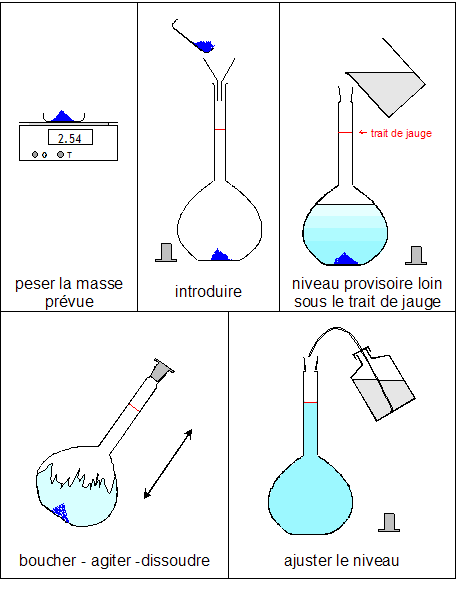 2.54
O T
peser la masse
prévue
introduire
← trait de jauge
niveau provisoire loin
sous le trait de jauge
boucher - agiter -dissoudre
ajuster le niveau